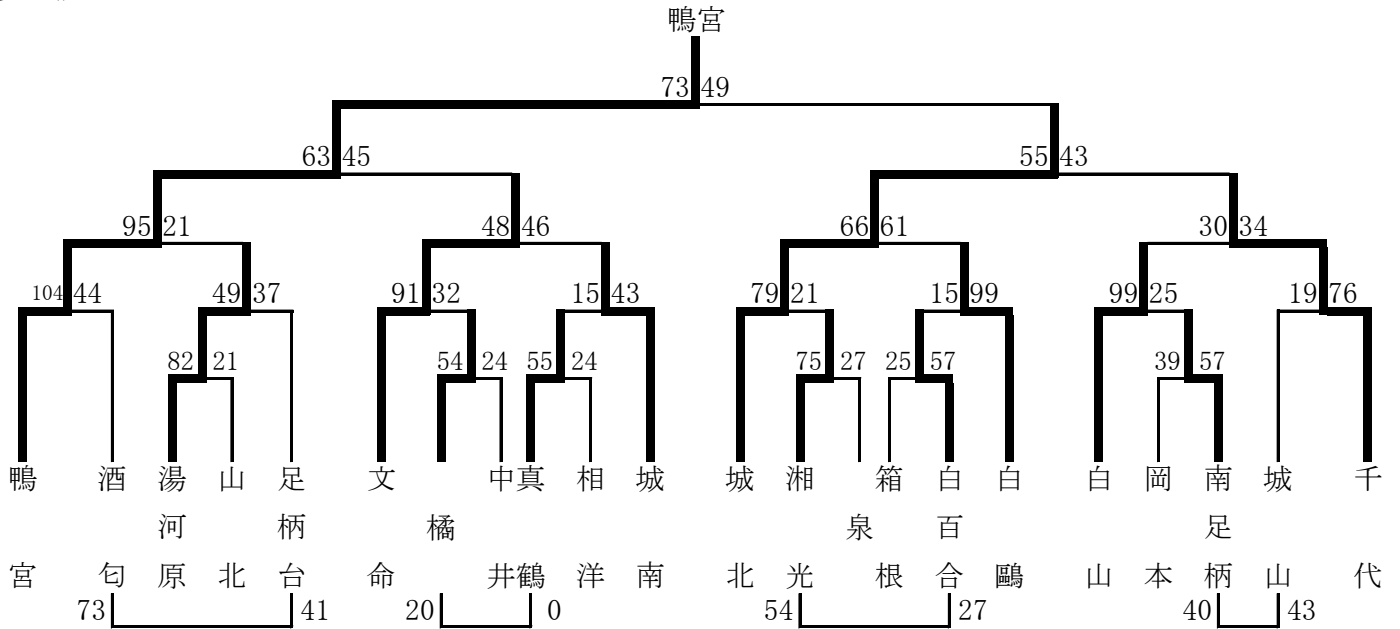 鴨宮
73 49
63 45 55 43
95 21 48 46 66 61 30 34
104 44 49 37 91 32 15 43 79 21 15 99 99 25 19 76
82 21 54 24 55 24 75 27 25 57 39 57
鴨宮
酒匂
湯河原
山北
足柄台
文命
橘
中井
真鶴
相洋
城南
城北
湘光
泉
箱根
白百合
白鷗
白山
岡本
南足柄
城山
千代
73 41 20 0 54 27 40 43